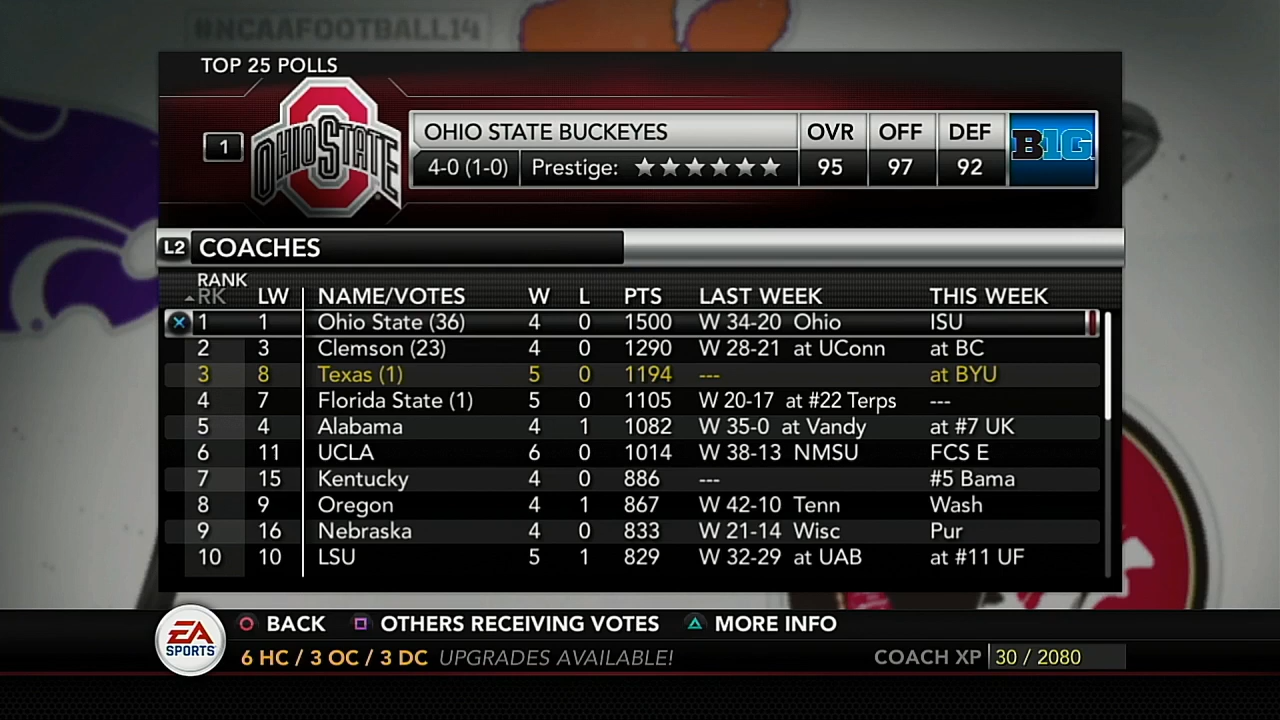 #NCAAFOOTBALL14
TOP 25 POLLS
1
OHIO STATE
OHIO STATE BUCKEYES OVR OFF DEF
4-0 (1-0) Prestige: 95 97 92
B1G
L2 COACHES
RANK
RK LW NAME/VOTES W L PTS LAST WEEK THIS WEEK
1 1 Ohio State (36) 4 0 1500 W 34-20 Ohio ISU
2 3 Clemson (23) 4 0 1290 W 28-21 at UConn at BC
3 8 Texas (1) 5 0 1194 --- at BYU
4 7 Florida State (1) 5 0 1105 W 20-17 at #22 Terps ---
5 4 Alabama 4 1 1082 W 35-0 at Vandy at #7 UK
6 11 UCLA 6 0 1014 W 38-13 NMSU FCS E
7 15 Kentucky 4 0 886 --- #5 Bama
8 9 Oregon 4 1 867 W 42-10 Tenn Wash
9 16 Nebraska 4 0 833 W 21-14 Wisc Pur
10 10 LSU 5 1 829 W 32-29 at UAB at #11 UF
BACK OTHERS RECEIVING VOTES MORE INFO
EA SPORTS
6 HC / 3 OC / 3 DC UPGRADES AVAILABLE! COACH XP 30 / 2080